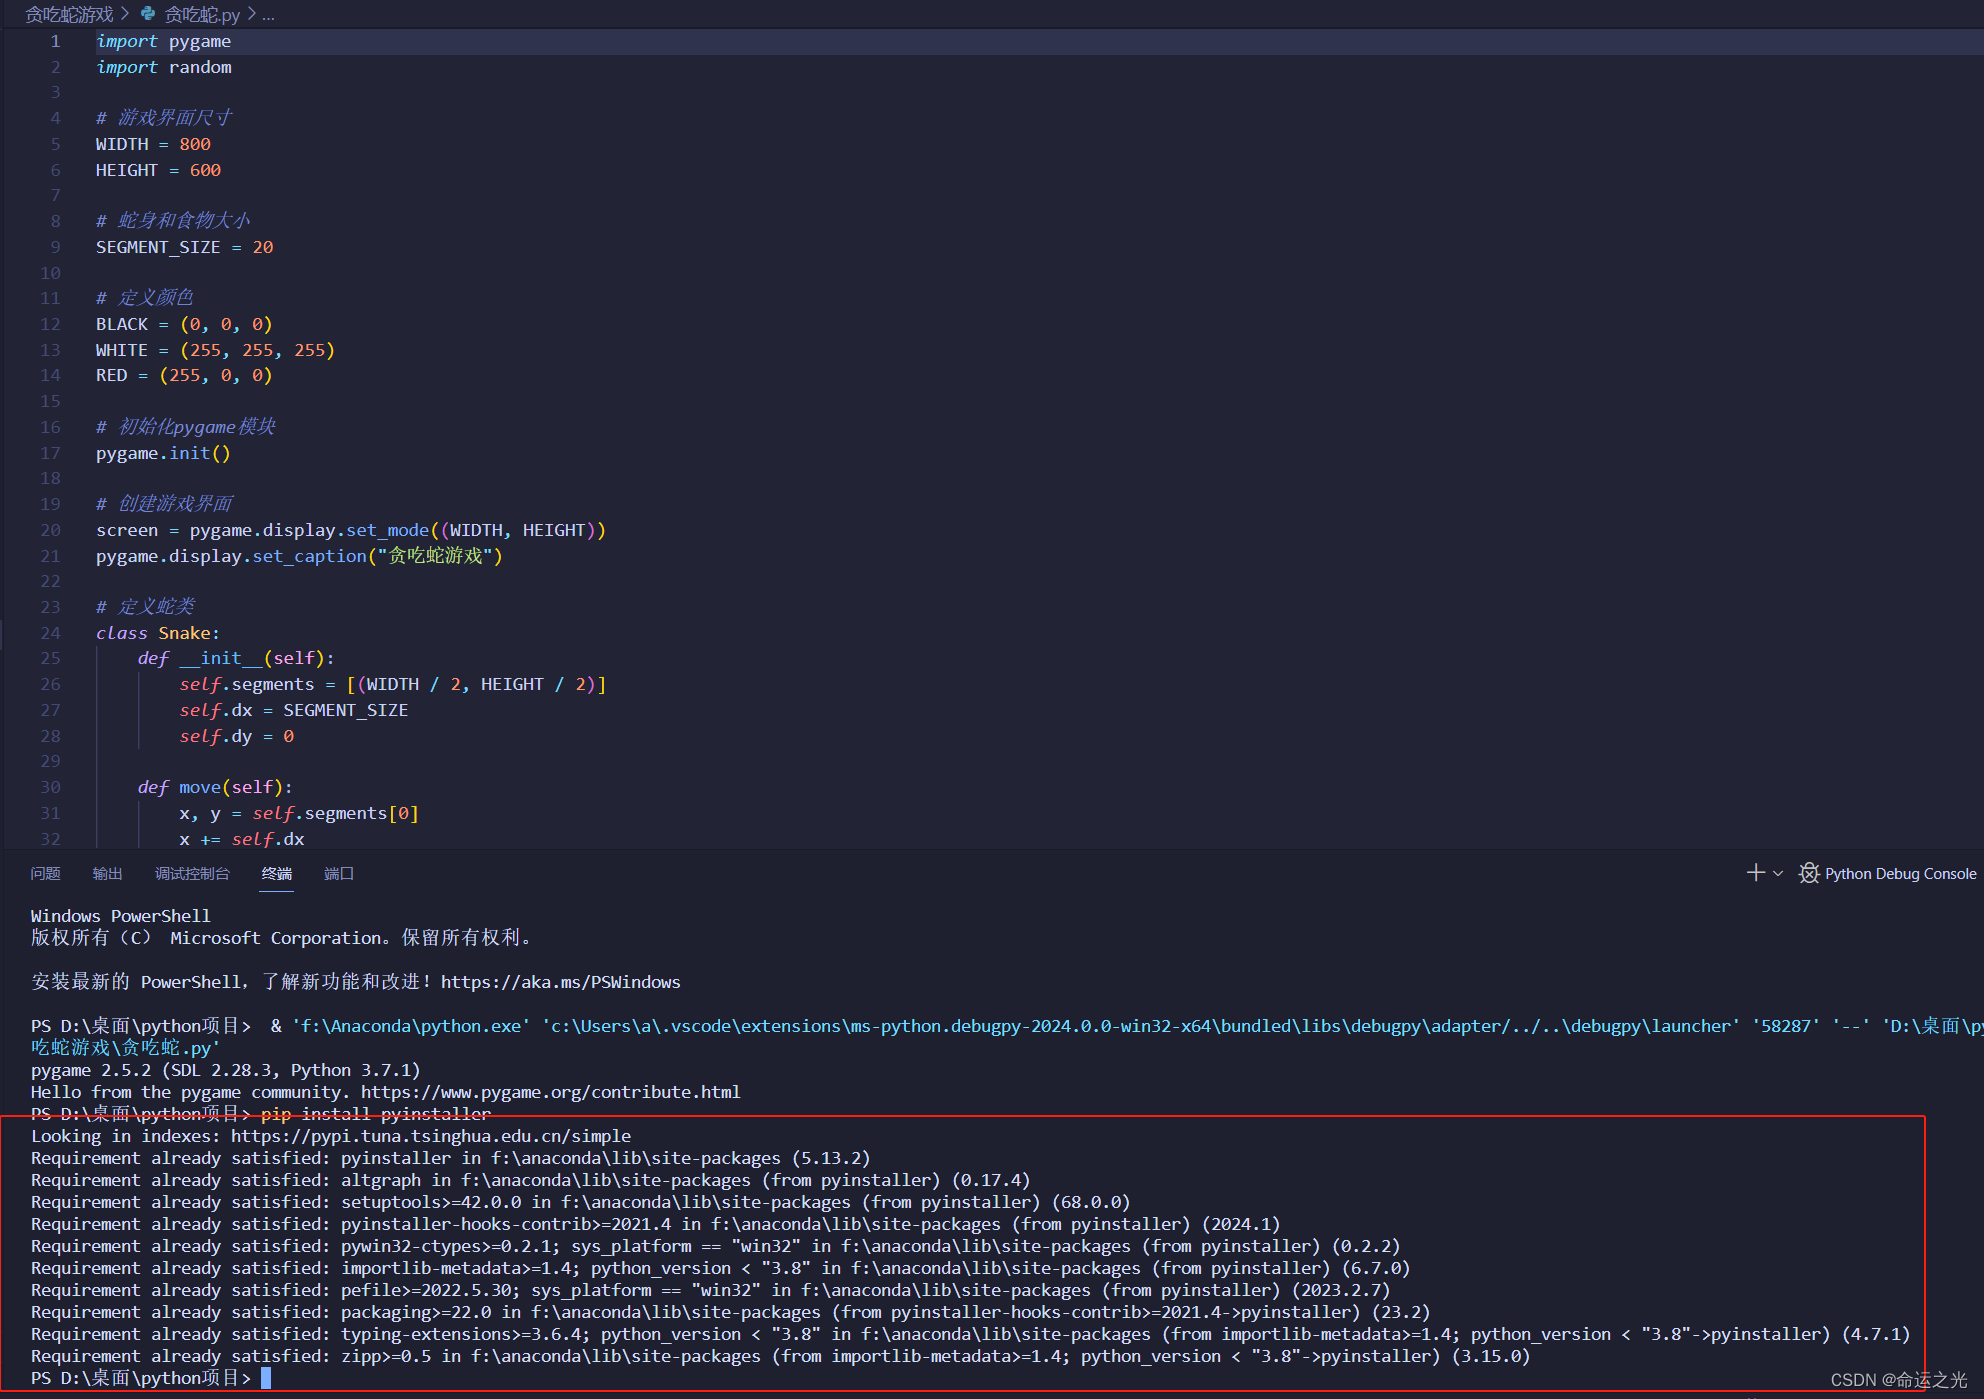 贪吃蛇游戏 > 贪吃蛇.py > ...
1 import pygame
2 import random
3
4 # 游戏界面尺寸
5 WIDTH = 800
6 HEIGHT = 600
7
8 # 蛇身和食物大小
9 SEGMENT_SIZE = 20
10
11 # 定义颜色
12 BLACK = (0, 0, 0)
13 WHITE = (255, 255, 255)
14 RED = (255, 0, 0)
15
16 # 初始化pygame模块
17 pygame.init()
18
19 # 创建游戏界面
20 screen = pygame.display.set_mode((WIDTH, HEIGHT))
21 pygame.display.set_caption("贪吃蛇游戏")
22
23 # 定义蛇类
24 class Snake:
25 def __init__(self):
26 self.segments = [(WIDTH / 2, HEIGHT / 2)]
27 self.dx = SEGMENT_SIZE
28 self.dy = 0
29
30 def move(self):
31 x, y = self.segments[0]
32 x += self.dx
问题 输出 调试控制台 终端 端口 Python Debug Console
Windows PowerShell
版权所有（C） Microsoft Corporation。保留所有权利。
安装最新的 PowerShell，了解新功能和改进！https://aka.ms/PSWindows
PS D:\桌面\python项目>  & 'f:\Anaconda\python.exe' 'c:\Users\a\.vscode\extensions\ms-python.debugpy-2024.0.0-win32-x64\bundled\libs\debugpy\adapter/../..\debugpy\launcher' '58287' '--' 'D:\桌面\py
吃蛇游戏\贪吃蛇.py'
pygame 2.5.2 (SDL 2.28.3, Python 3.7.1)
Hello from the pygame community. https://www.pygame.org/contribute.html
PS D:\桌面\python项目> pip install pyinstaller
Looking in indexes: https://pypi.tuna.tsinghua.edu.cn/simple
Requirement already satisfied: pyinstaller in f:\anaconda\lib\site-packages (5.13.2)
Requirement already satisfied: altgraph in f:\anaconda\lib\site-packages (from pyinstaller) (0.17.4)
Requirement already satisfied: setuptools>=42.0.0 in f:\anaconda\lib\site-packages (from pyinstaller) (68.0.0)
Requirement already satisfied: pyinstaller-hooks-contrib>=2021.4 in f:\anaconda\lib\site-packages (from pyinstaller) (2024.1)
Requirement already satisfied: pywin32-ctypes>=0.2.1; sys_platform == "win32" in f:\anaconda\lib\site-packages (from pyinstaller) (0.2.2)
Requirement already satisfied: importlib-metadata>=1.4; python_version < "3.8" in f:\anaconda\lib\site-packages (from pyinstaller) (6.7.0)
Requirement already satisfied: pefile>=2022.5.30; sys_platform == "win32" in f:\anaconda\lib\site-packages (from pyinstaller) (2023.2.7)
Requirement already satisfied: packaging>=22.0 in f:\anaconda\lib\site-packages (from pyinstaller-hooks-contrib>=2021.4->pyinstaller) (23.2)
Requirement already satisfied: typing-extensions>=3.6.4; python_version < "3.8" in f:\anaconda\lib\site-packages (from importlib-metadata>=1.4; python_version < "3.8"->pyinstaller) (4.7.1)
Requirement already satisfied: zipp>=0.5 in f:\anaconda\lib\site-packages (from importlib-metadata>=1.4; python_version < "3.8"->pyinstaller) (3.15.0)
PS D:\桌面\python项目>
CSDN @命运之光